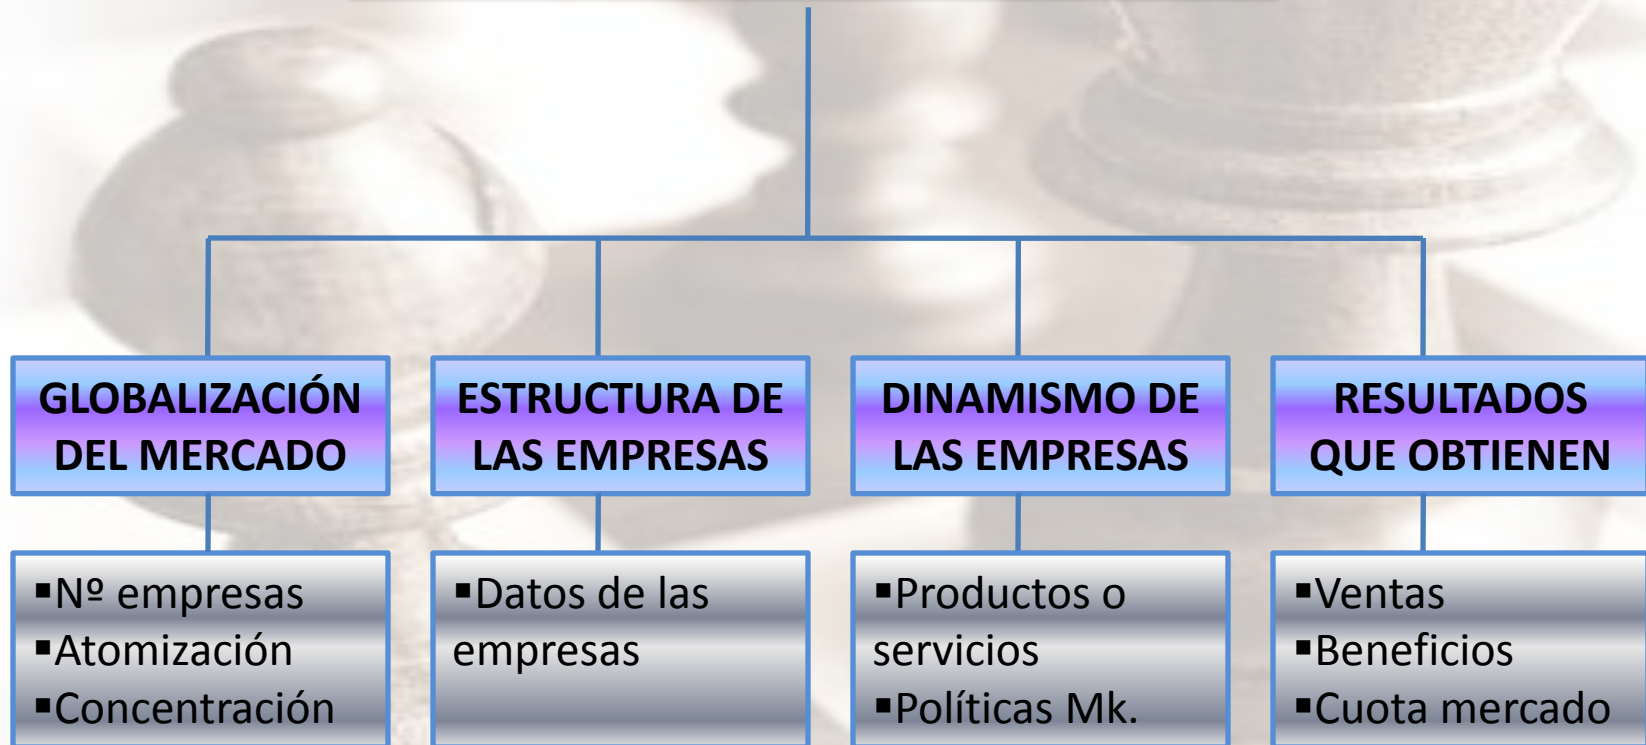 GLOBALIZACIÓN
DEL MERCADO
ESTRUCTURA DE
LAS EMPRESAS
DINAMISMO DE
LAS EMPRESAS
RESULTADOS
QUE OBTIENEN
▪Nº empresas
▪Atomización
▪Concentración
▪Datos de las
empresas
▪Productos o
servicios
▪Políticas Mk.
▪Ventas
▪Beneficios
▪Cuota mercado